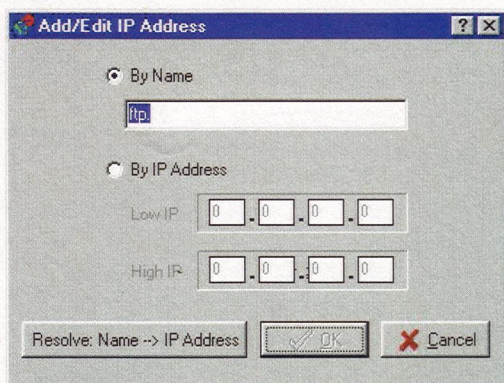 Add/Edit IP Address
By Name
ftp.
By IP Address
Low IP 0 . 0 . 0 . 0
High IP 0 . 0 . 0 . 0
Resolve: Name --> IP Address OK Cancel